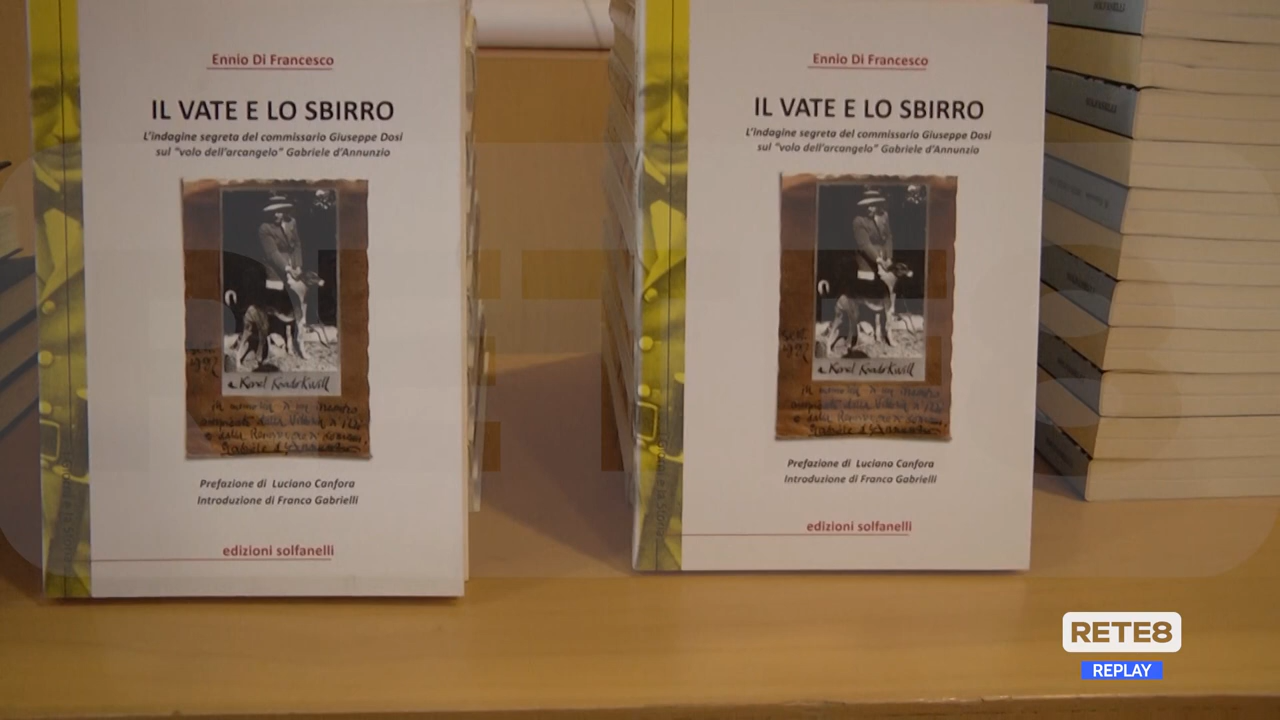 Ennio Di Francesco
IL VATE E LO SBIRRO
L'indagine segreta del commissario Giuseppe Dosi
sul "volo dell'arcangelo" Gabriele d'Annunzio
Prefazione di Luciano Canfora
Introduzione di Franco Gabrielli
edizioni solfanelli
Ennio Di Francesco
IL VATE E LO SBIRRO
L'indagine segreta del commissario Giuseppe Dosi
sul "volo dell'arcangelo" Gabriele d'Annunzio
Prefazione di Luciano Canfora
Introduzione di Franco Gabrielli
edizioni solfanelli
SOLFANELLI
RETE8
REPLAY